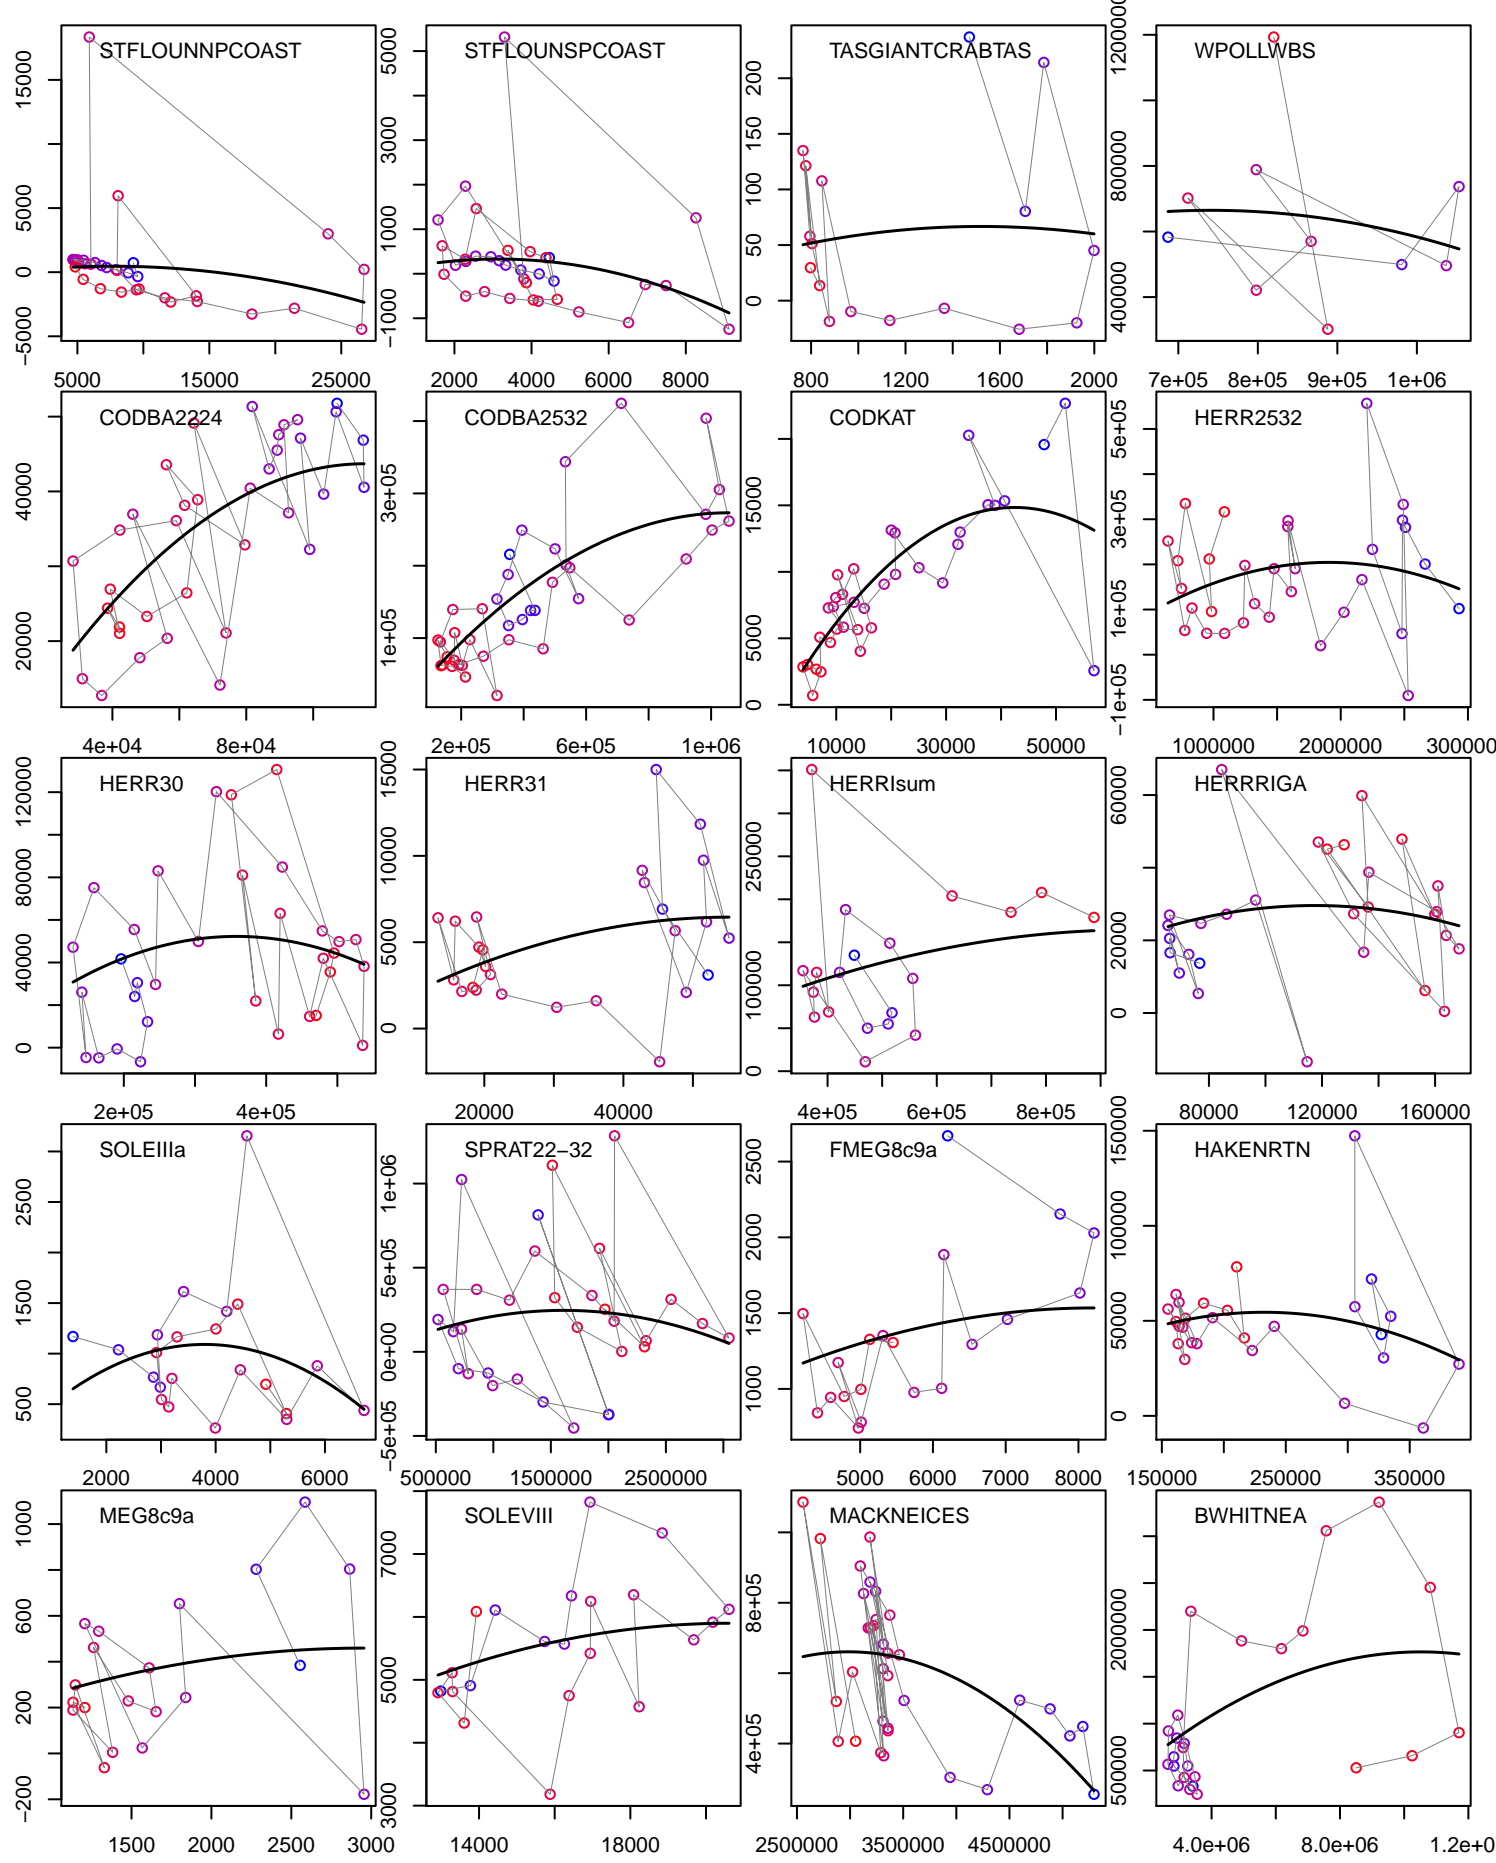 STFLOUNNPCOAST
−5000 0 5000 15000
5000 15000 25000
STFLOUNSPCOAST
−1000 1000 3000 5000
2000 4000 6000 8000
TASGIANTCRABTAS
0 50 100 150 200
800 1200 1600 2000
WPOLLWBS
400000 800000 1200000
7e+05 8e+05 9e+05 1e+06
CODBA2224
20000 40000
4e+04 8e+04
CODBA2532
1e+05 3e+05
2e+05 6e+05 1e+06
CODKAT
0 5000 15000
10000 30000 50000
HERR2532
−1e+05 1e+05 3e+05 5e+05
1000000 2000000 300000
HERR30
0 40000 80000 120000
2e+05 4e+05
HERR31
0 5000 10000 15000
20000 40000
HERRIsum
0 100000 250000
4e+05 6e+05 8e+05
HERRRIGA
0 20000 60000
80000 120000 160000
SOLEIIIa
500 1500 2500
2000 4000 6000
SPRAT22−32
−5e+05 0e+00 5e+05 1e+06
5000000 1500000 2500000
FMEG8c9a
1000 1500 2000 2500
5000 6000 7000 8000
HAKENRTN
0 50000 100000 150000
150000 250000 350000
MEG8c9a
−200 200 600 1000
1500 2000 2500 3000
SOLEVIII
3000 5000 7000
14000 18000
MACKNEICES
4e+05 8e+05
2500000 3500000 4500000
BWHITNEA
500000 2000000
4.0e+06 8.0e+06 1.2e+0